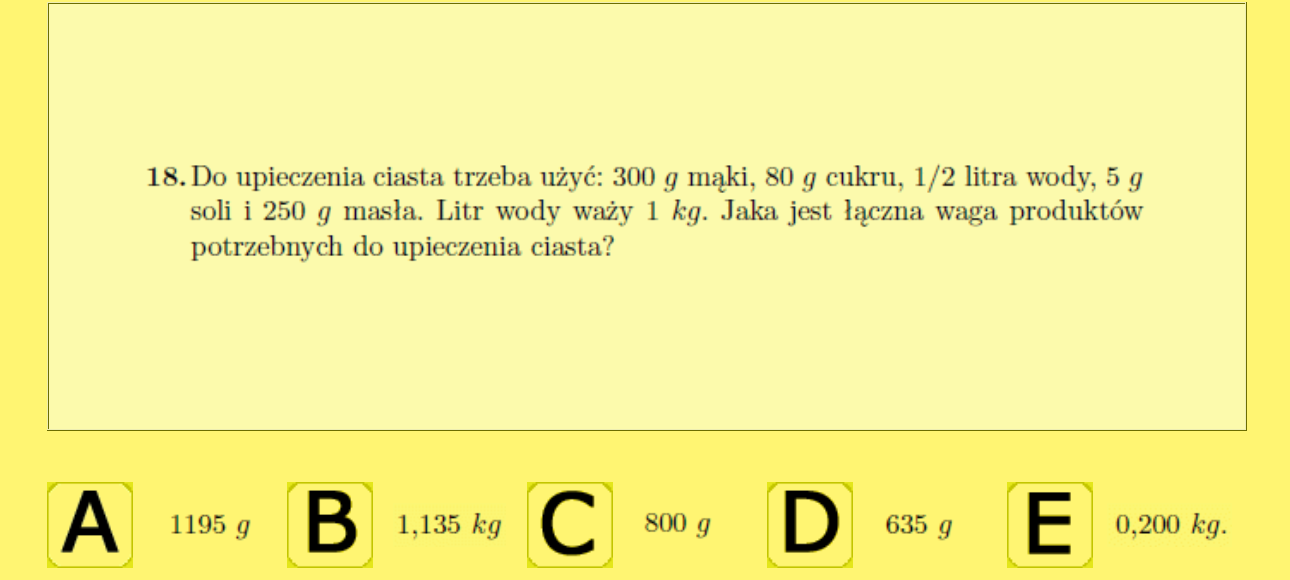 18. Do upieczenia ciasta trzeba użyć: 300 g mąki, 80 g cukru, 1/2 litra wody, 5 g
soli i 250 g masła. Litr wody waży 1 kg. Jaka jest łączna waga produktów
potrzebnych do upieczenia ciasta?
A 1195 g B 1,135 kg C 800 g D 635 g E 0,200 kg.